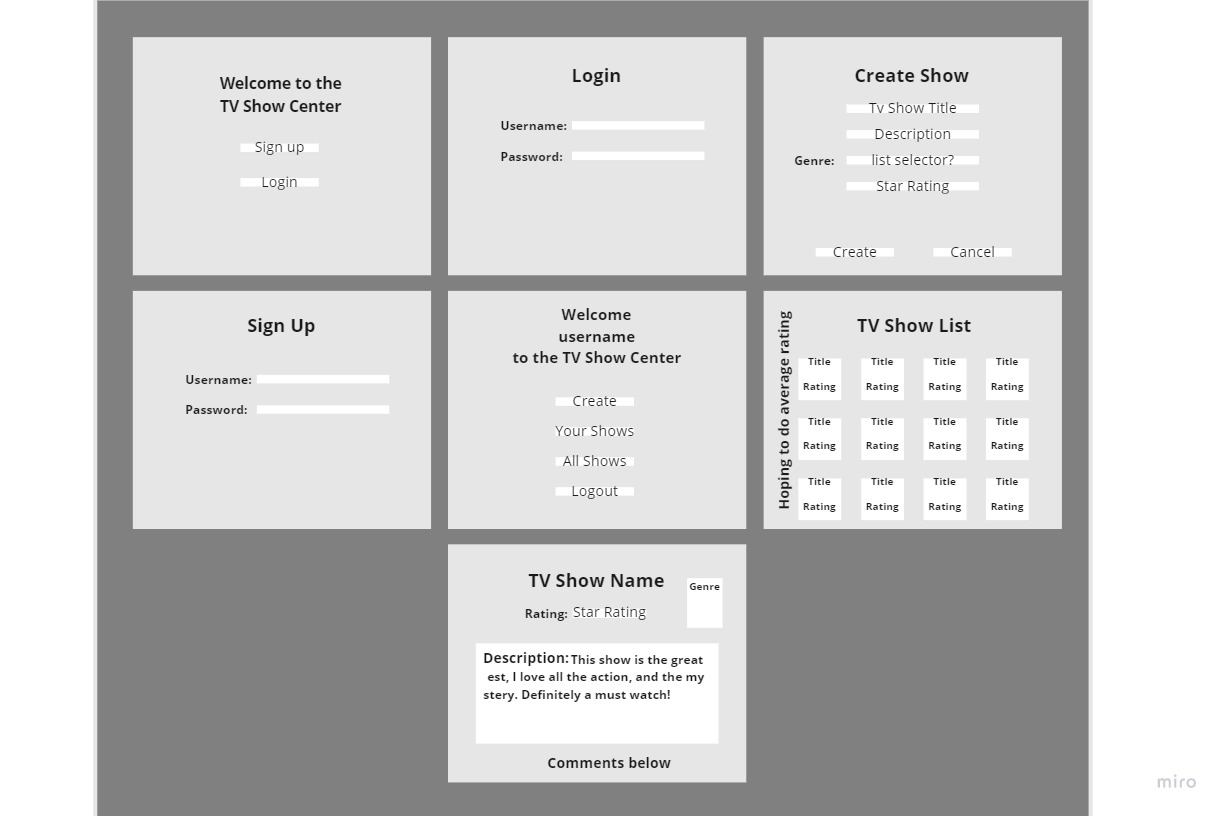 Welcome to the
TV Show Center
Sign up
Login
Login
Username:
Password:
Create Show
Tv Show Title
Description
Genre: list selector?
Star Rating
Create Cancel
Sign Up
Username:
Password:
Welcome
username
to the TV Show Center
Create
Your Shows
All Shows
Logout
Hoping to do average rating
TV Show List
Title Title Title Title
Rating Rating Rating Rating
Title Title Title Title
Rating Rating Rating Rating
Title Title Title Title
Rating Rating Rating Rating
TV Show Name
Genre
Rating: Star Rating
Description: This show is the great
est, I love all the action, and the my
stery. Definitely a must watch!
Comments below
miro